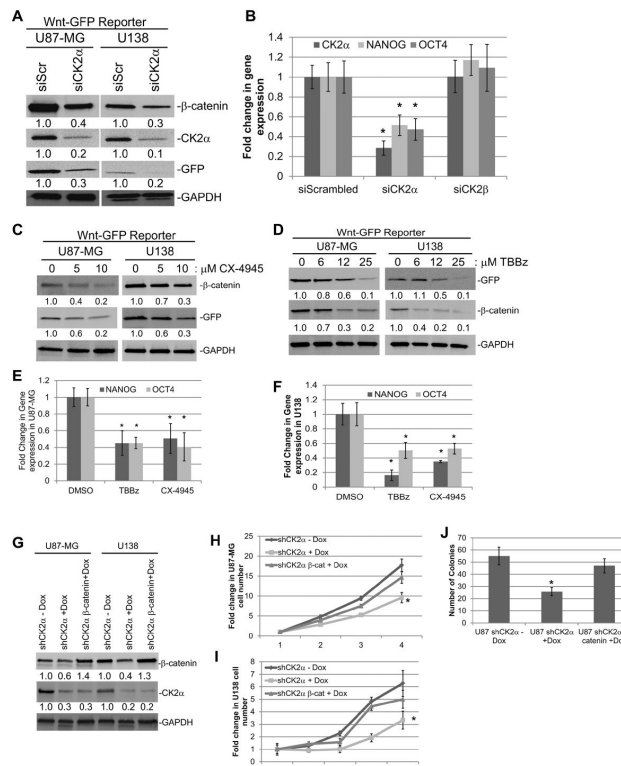 A
Wnt-GFP Reporter
U87-MG U138
siScr siCK2α siScr siCK2α
-β-catenin
1.0 0.4 1.0 0.3
-CK2α
1.0 0.2 1.0 0.1
-GFP
1.0 0.3 1.0 0.2
-GAPDH
B
CK2α NANOG OCT4
Fold change in gene
expression
1.4
1.2
1
0.8
0.6
0.4
0.2
0
* * *
siScrambled siCK2α siCK2β
C
Wnt-GFP Reporter
U87-MG U138
0 5 10 0 5 10 : μM CX-4945
-β-catenin
1.0 0.4 0.2 1.0 0.7 0.3
-GFP
1.0 0.6 0.2 1.0 0.6 0.3
-GAPDH
D
Wnt-GFP Reporter
U87-MG U138
0 6 12 25 0 6 12 25 : μM TBBz
-GFP
1.0 0.8 0.6 0.1 1.0 1.1 0.5 0.1
-β-catenin
1.0 0.7 0.3 0.2 1.0 0.4 0.2 0.1
-GAPDH
E
NANOG OCT4
Fold Change in Gene
expression in U87-MG
1.4
1.2
1.0
0.8
0.6
0.4
0.2
0
* * * *
DMSO TBBz CX-4945
F
NANOG OCT4
Fold Change in Gene
expression in U138
1.4
1.2
1
0.8
0.6
0.4
0.2
0
* * * *
DMSO TBBz CX-4945
G
U87-MG U138
shCK2α - Dox
shCK2α +Dox
shCK2α β-catenin+Dox
shCK2α - Dox
shCK2α +Dox
shCK2α β-catenin+Dox
-β-catenin
1.0 0.6 1.4 1.0 0.4 1.3
-CK2α
1.0 0.3 0.3 1.0 0.2 0.2
-GAPDH
H
shCK2α - Dox
shCK2α + Dox
shCK2α β-cat + Dox
Fold change in U87-MG
cell number
25
20
15
10
5
0
*
1 2 3 4
I
shCK2α - Dox
shCK2α + Dox
shCK2α β-cat + Dox
Fold change in U138 cell
number
8
7
6
5
4
3
2
1
0
*
J
Number of Colonies
70
60
50
40
30
20
10
0
*
U87 shCK2α -
Dox
U87 shCK2α
+Dox
U87 shCK2α
catenin +Do